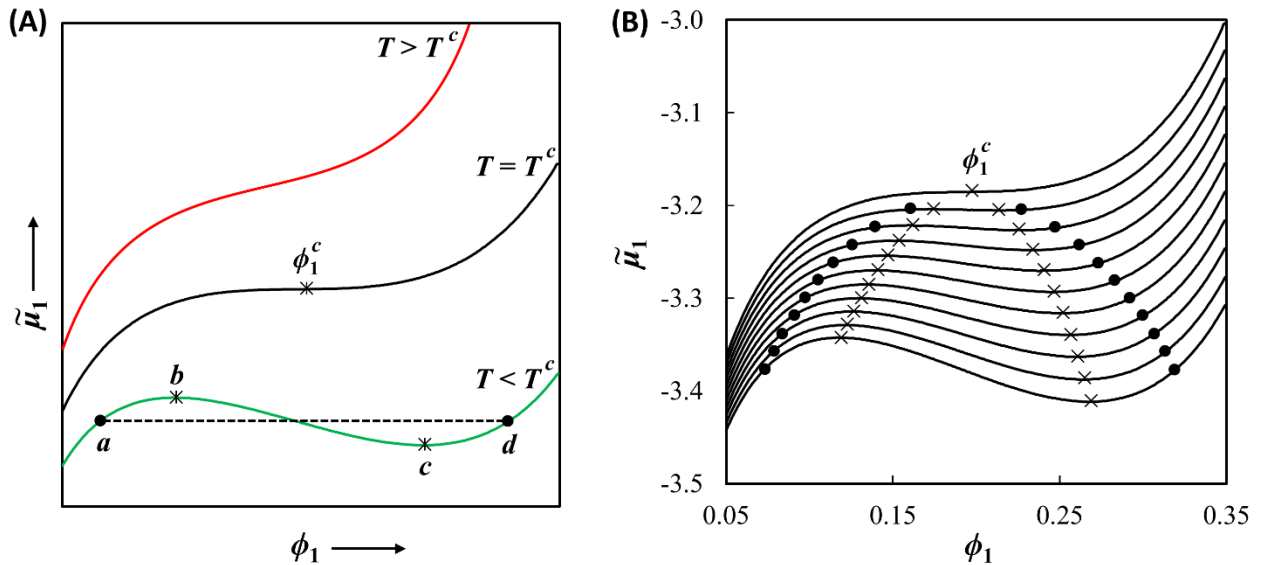 (A)
T > T^c
T = T^c
ϕ₁^c
b
T < T^c
a
c
d
μ̃₁
ϕ₁
(B)
-3.0
-3.1
-3.2
-3.3
-3.4
-3.5
ϕ₁^c
μ̃₁
0.05 0.15 0.25 0.35
ϕ₁